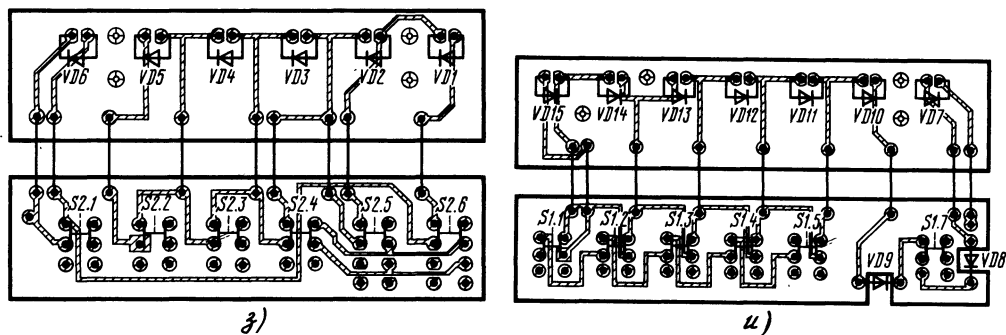 VD6 VD5 VD4 VD3 VD2 VD1
S2.1 S2.2 S2.3 S2.4 S2.5 S2.6
з)
VD15 VD14 VD13 VD12 VD11 VD10 VD7
S1.1 S1.2 S1.3 S1.4 S1.5 S1.7
VD9 VD8
и)